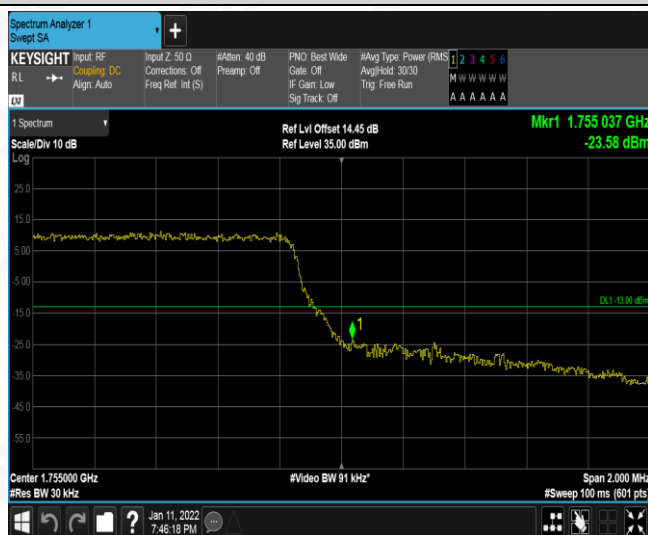 Spectrum Analyzer 1
Swept SA
+
KEYSIGHT
RL
Input: RF
Coupling: DC
Align: Auto
Input Z: 50 Ω
Corrections: Off
Freq Ref: Int (S)
#Atten: 40 dB
Preamp: Off
PNO: Best Wide
Gate: Off
IF Gain: Low
Sig Track: Off
#Avg Type: Power (RMS
Avg|Hold: 30/30
Trig: Free Run
1 2 3 4 5 6
M W W W W W
A A A A A A
1 Spectrum
Scale/Div 10 dB
Ref Lvl Offset 14.45 dB
Ref Level 35.00 dBm
Mkr1 1.755 037 GHz
-23.58 dBm
Log
25.0
15.0
5.00
-5.00
DL1 -13.00 dBm
-15.0
1
-25.0
-35.0
-45.0
-55.0
Center 1.755000 GHz
#Res BW 30 kHz
#Video BW 91 kHz*
Span 2.000 MHz
#Sweep 100 ms (601 pts)
?
Jan 11, 2022
7:46:18 PM